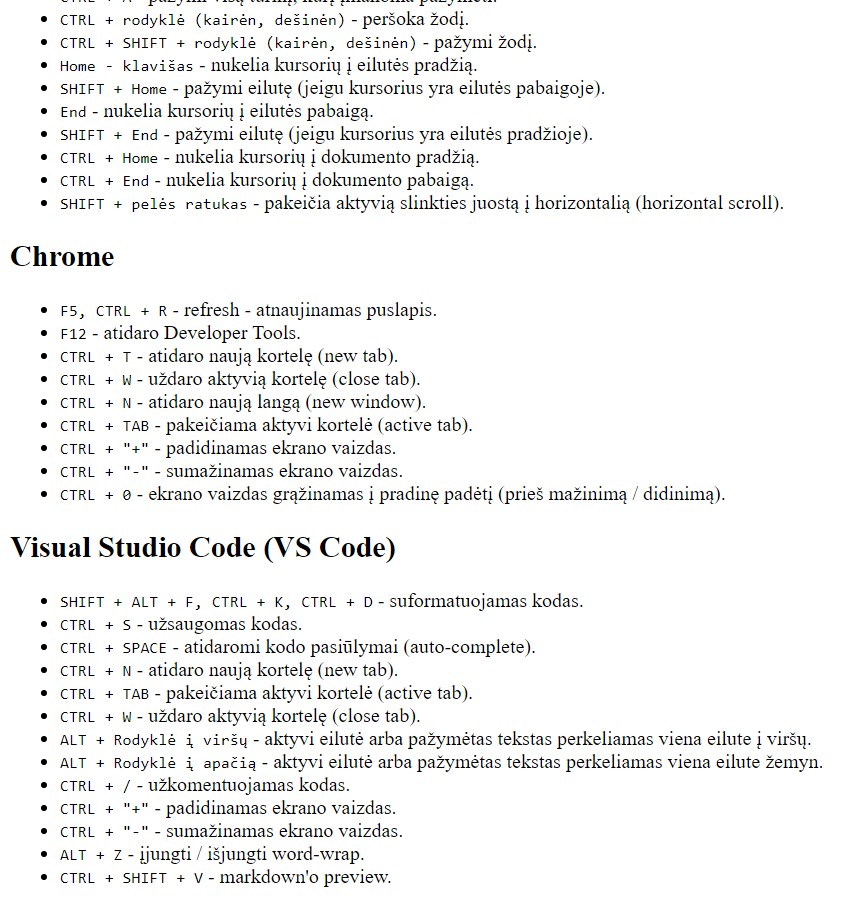 CTRL + A - pažymi visą turinį, kurį įmanoma pažymėti.
CTRL + rodyklė (kairėn, dešinėn) - peršoka žodį.
CTRL + SHIFT + rodyklė (kairėn, dešinėn) - pažymi žodį.
Home - klavišas - nukelia kursorių į eilutės pradžią.
SHIFT + Home - pažymi eilutę (jeigu kursorius yra eilutės pabaigoje).
End - nukelia kursorių į eilutės pabaigą.
SHIFT + End - pažymi eilutę (jeigu kursorius yra eilutės pradžioje).
CTRL + Home - nukelia kursorių į dokumento pradžią.
CTRL + End - nukelia kursorių į dokumento pabaigą.
SHIFT + pelės ratukas - pakeičia aktyvią slinkties juostą į horizontalią (horizontal scroll).
Chrome
F5, CTRL + R - refresh - atnaujinamas puslapis.
F12 - atidaro Developer Tools.
CTRL + T - atidaro naują kortelę (new tab).
CTRL + W - uždaro aktyvią kortelę (close tab).
CTRL + N - atidaro naują langą (new window).
CTRL + TAB - pakeičiama aktyvi kortelė (active tab).
CTRL + "+" - padidinamas ekrano vaizdas.
CTRL + "-" - sumažinamas ekrano vaizdas.
CTRL + 0 - ekrano vaizdas grąžinamas į pradinę padėtį (prieš mažinimą / didinimą).
Visual Studio Code (VS Code)
SHIFT + ALT + F, CTRL + K, CTRL + D - suformatuojamas kodas.
CTRL + S - užsaugomas kodas.
CTRL + SPACE - atidaromi kodo pasiūlymai (auto-complete).
CTRL + N - atidaro naują kortelę (new tab).
CTRL + TAB - pakeičiama aktyvi kortelė (active tab).
CTRL + W - uždaro aktyvią kortelę (close tab).
ALT + Rodyklė į viršų - aktyvi eilutė arba pažymėtas tekstas perkeliamas viena eilute į viršų.
ALT + Rodyklė į apačią - aktyvi eilutė arba pažymėtas tekstas perkeliamas viena eilute žemyn.
CTRL + / - užkomentuojamas kodas.
CTRL + "+" - padidinamas ekrano vaizdas.
CTRL + "-" - sumažinamas ekrano vaizdas.
ALT + Z - įjungti / išjungti word-wrap.
CTRL + SHIFT + V - markdown'o preview.